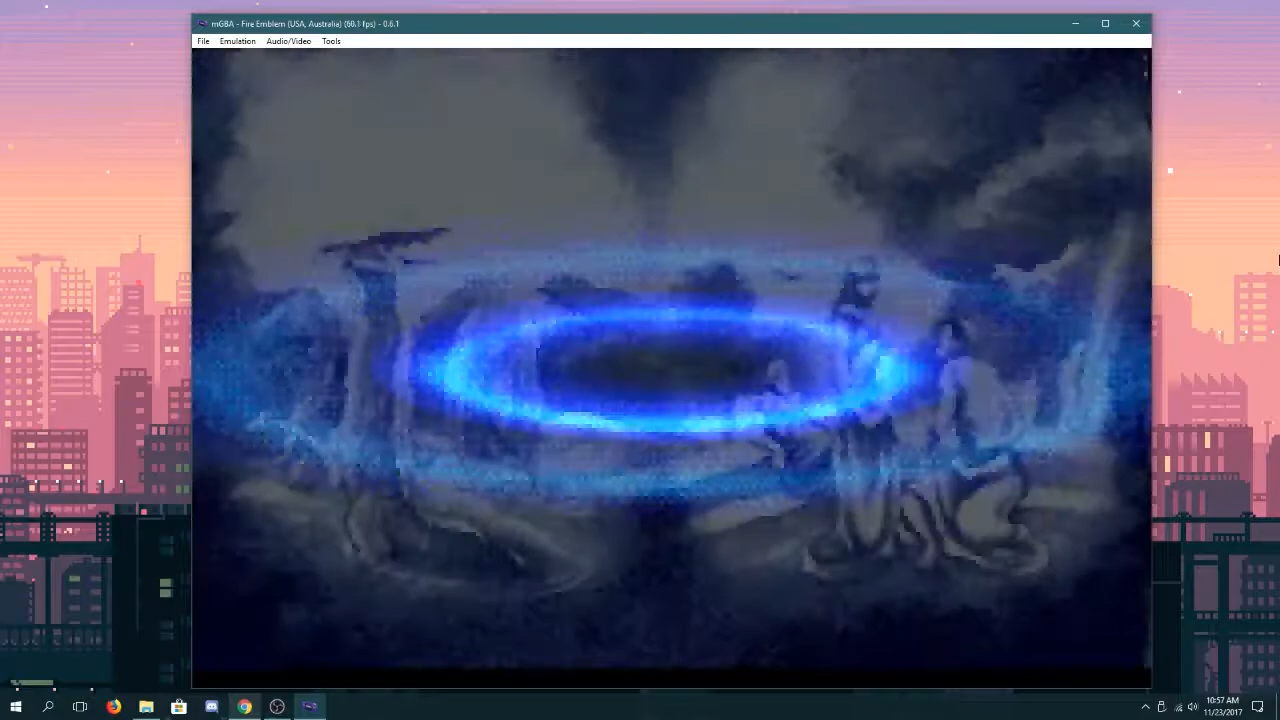 mGBA - Fire Emblem (USA, Australia) (60.1 fps) - 0.6.1
File Emulation Audio/Video Tools
10:57 AM
11/23/2017